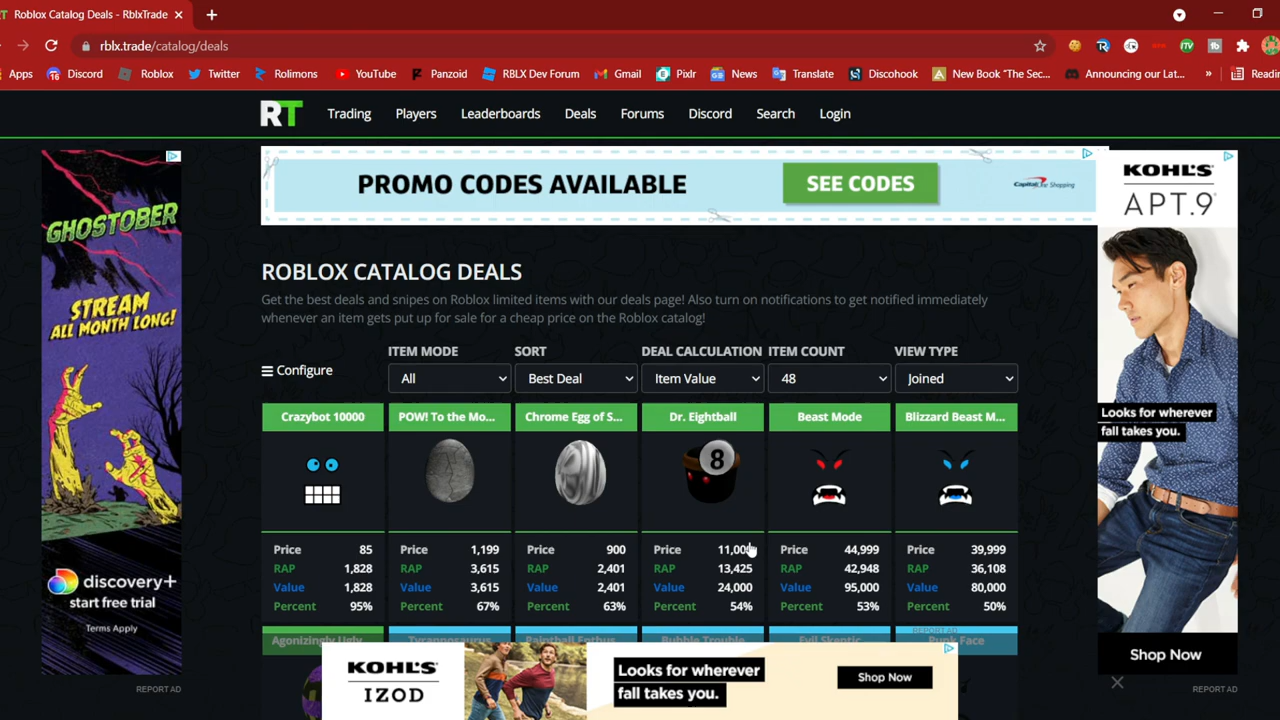 Roblox Catalog Deals - RblxTrade
rblx.trade/catalog/deals
Apps Discord Roblox Twitter Rolimons YouTube Panzoid RBLX Dev Forum Gmail Pixlr News Translate Discohook New Book "The Sec... Announcing our Lat... »
RT Trading Players Leaderboards Deals Forums Discord Search Login
GHOSTOBER
STREAM
ALL MONTH LONG!
discovery+
start free trial
Terms Apply
REPORT AD
PROMO CODES AVAILABLE SEE CODES Capital One Shopping
KOHL'S
APT.9
Looks for wherever
fall takes you.
Shop Now
REPORT AD
ROBLOX CATALOG DEALS
Get the best deals and snipes on Roblox limited items with our deals page! Also turn on notifications to get notified immediately
whenever an item gets put up for sale for a cheap price on the Roblox catalog!
Configure
ITEM MODE SORT DEAL CALCULATION ITEM COUNT VIEW TYPE
All Best Deal Item Value 48 Joined
Crazybot 10000 POW! To the Mo... Chrome Egg of S... Dr. Eightball Beast Mode Blizzard Beast M...
8
Price 85 Price 1,199 Price 900 Price Price 44,999 Price 39,999
RAP 1,828 RAP 3,615 RAP 2,401 RAP 13,425 RAP 42,948 RAP 36,108
Value 1,828 Value 3,615 Value 2,401 Value 24,000 Value 95,000 Value 80,000
Percent 95% Percent 67% Percent 63% Percent 54% Percent 53% Percent 50%
REPORT AD
Agonizingly Ugly Tyrannosaurus Paintball Enthus Bubble Trouble Evil Skeptic Punk Face
KOHL'S
IZOD
Looks for wherever
fall takes you.
Shop Now